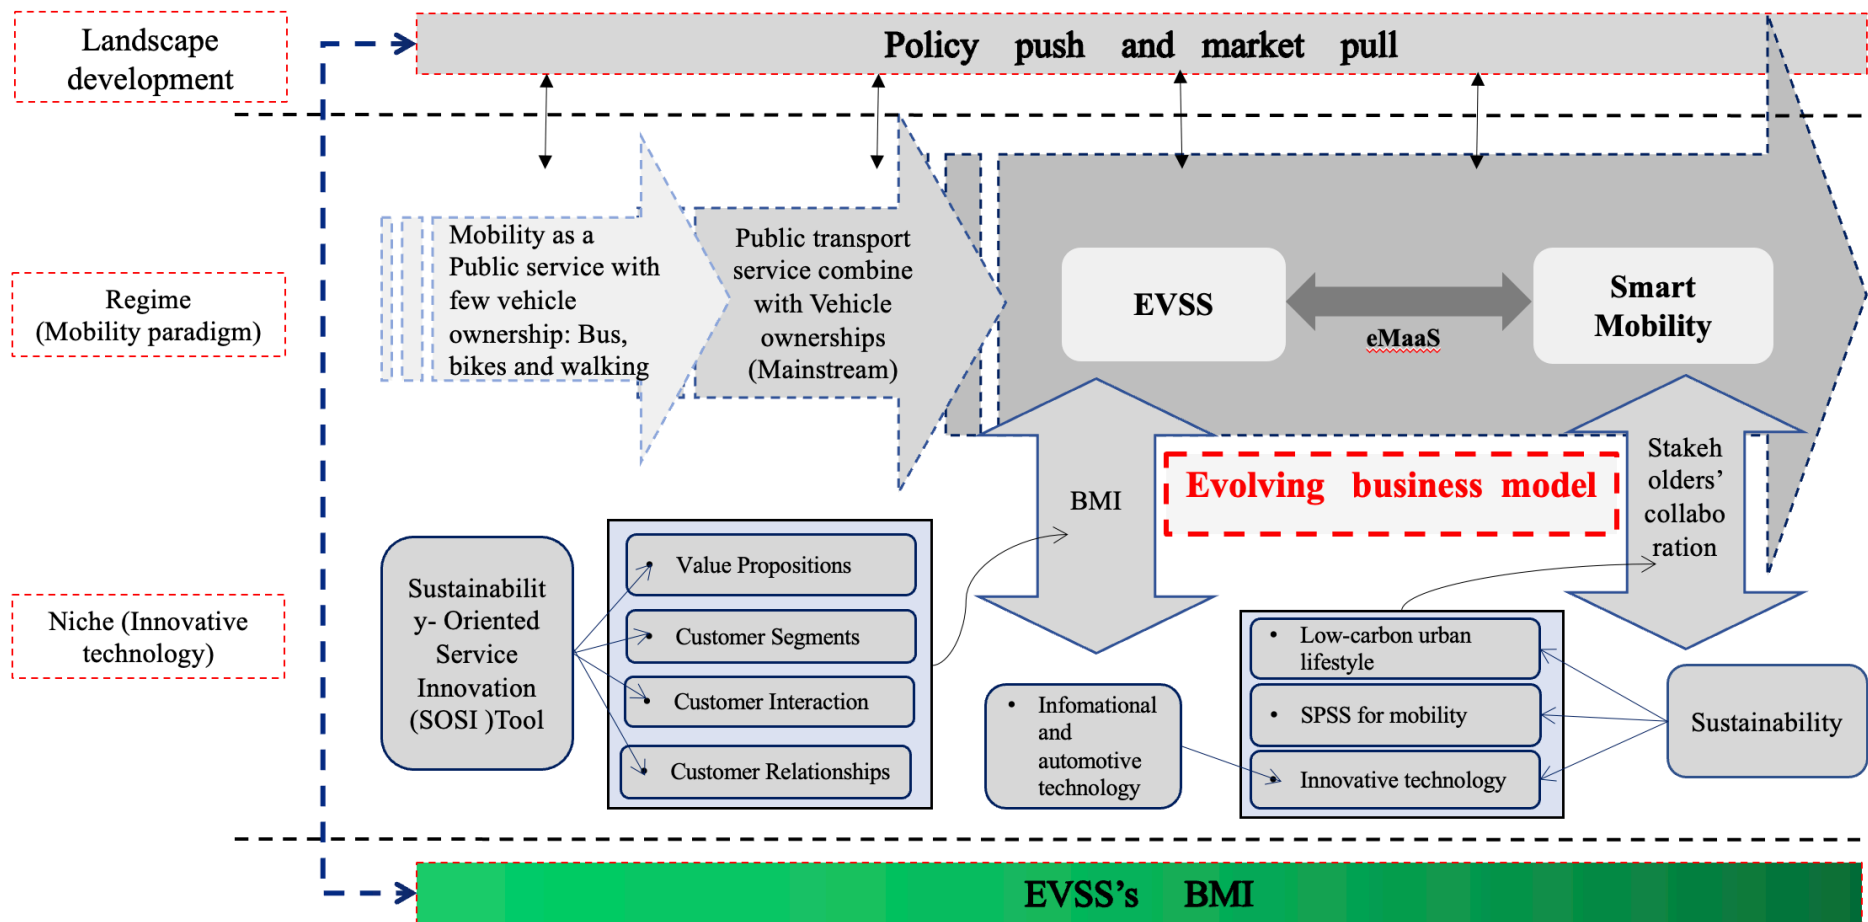 Landscape
development
Policy push and market pull
Regime
(Mobility paradigm)
Mobility as a
Public service with
few vehicle
ownership: Bus,
bikes and walking
Public transport
service combine
with Vehicle
ownerships
(Mainstream)
EVSS
eMaaS
Smart
Mobility
BMI
Evolving business model
Stakeh
olders’
collabo
ration
Niche (Innovative
technology)
Sustainabilit
y- Oriented
Service
Innovation
(SOSI )Tool
Value Propositions
Customer Segments
Customer Interaction
Customer Relationships
• Infomational
and
automotive
technology
• Low-carbon urban
lifestyle
• SPSS for mobility
• Innovative technology
Sustainability
EVSS’s BMI